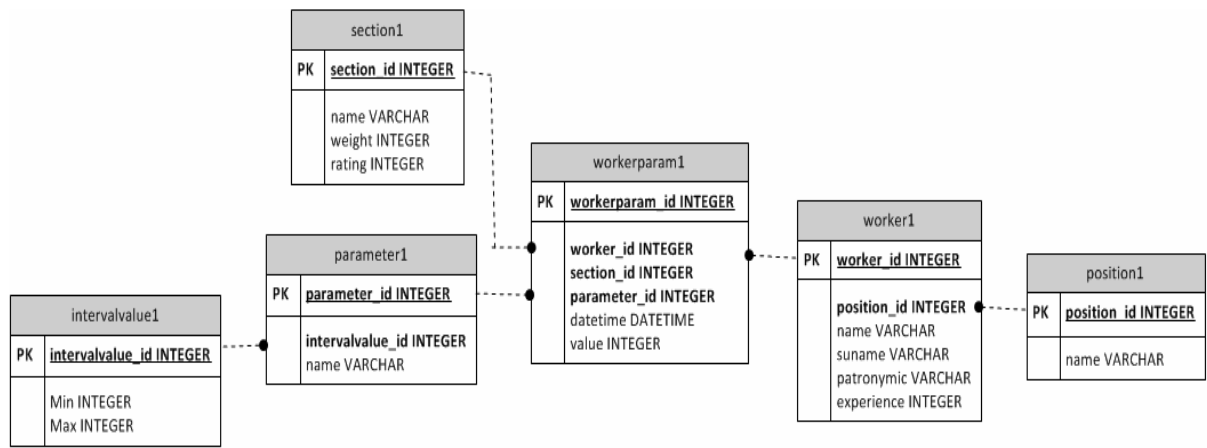 section1
PK section_id INTEGER
name VARCHAR
weight INTEGER
rating INTEGER
workerparam1
PK workerparam_id INTEGER
worker_id INTEGER
section_id INTEGER
parameter_id INTEGER
datetime DATETIME
value INTEGER
parameter1
PK parameter_id INTEGER
intervalvalue_id INTEGER
name VARCHAR
intervalvalue1
PK intervalvalue_id INTEGER
Min INTEGER
Max INTEGER
worker1
PK worker_id INTEGER
position_id INTEGER
name VARCHAR
suname VARCHAR
patronymic VARCHAR
experience INTEGER
position1
PK position_id INTEGER
name VARCHAR